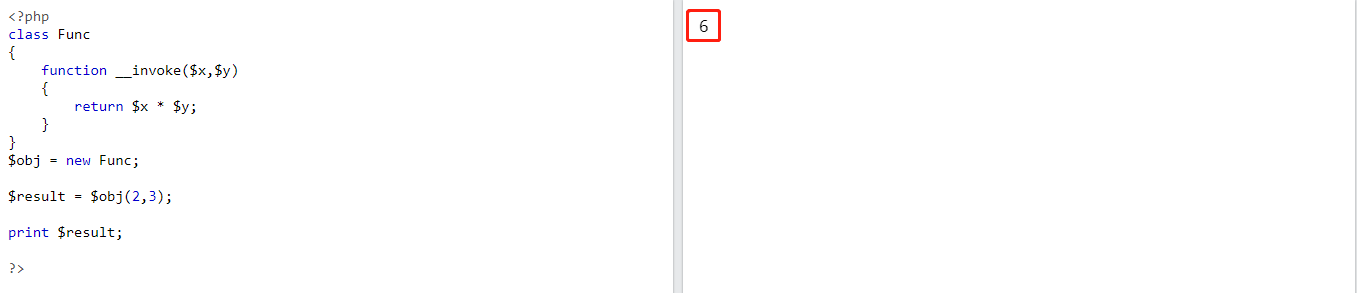 <?php
class Func
{
    function __invoke($x,$y)
    {
        return $x * $y;
    }
}
$obj = new Func;
$result = $obj(2,3);
print $result;
?>
6